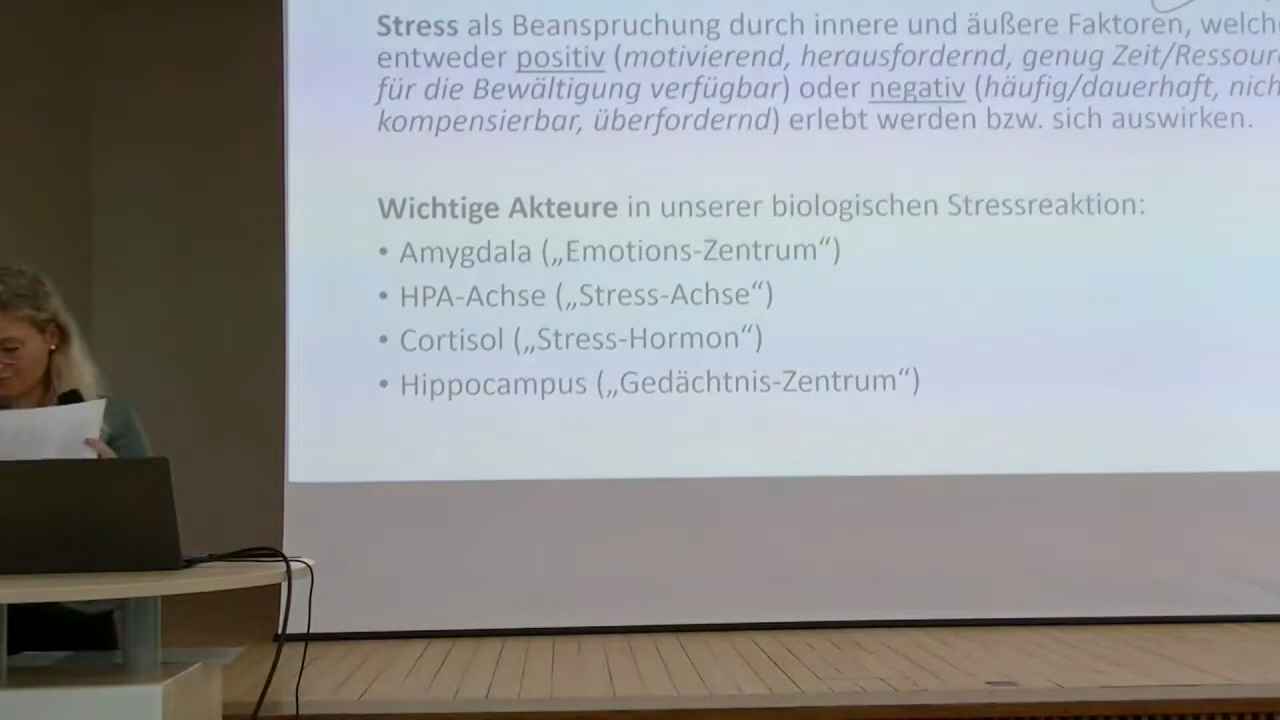 Stress als Beanspruchung durch innere und äußere Faktoren, welche
entweder positiv (motivierend, herausfordernd, genug Zeit/Ressour
für die Bewältigung verfügbar) oder negativ (häufig/dauerhaft, nich
kompensierbar, überfordernd) erlebt werden bzw. sich auswirken.
Wichtige Akteure in unserer biologischen Stressreaktion:
• Amygdala („Emotions-Zentrum“)
• HPA-Achse („Stress-Achse“)
• Cortisol („Stress-Hormon“)
• Hippocampus („Gedächtnis-Zentrum“)